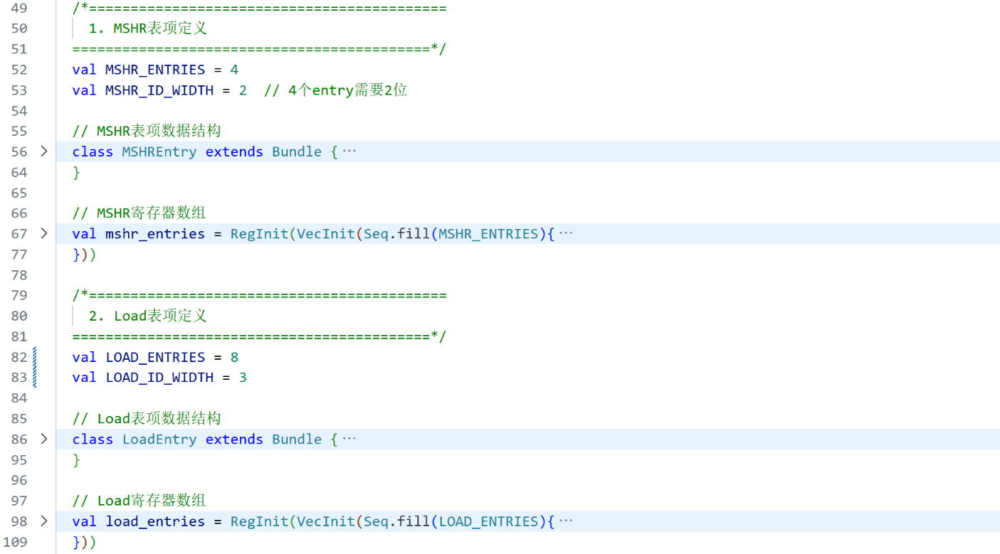 49 /*===========================================
50 1. MSHR表项定义
51 ===========================================*/
52 val MSHR_ENTRIES = 4
53 val MSHR_ID_WIDTH = 2 // 4个entry需要2位
54
55 // MSHR表项数据结构
56 class MSHREntry extends Bundle { ···
64 }
65
66 // MSHR寄存器数组
67 val mshr_entries = RegInit(VecInit(Seq.fill(MSHR_ENTRIES){ ···
77 }))
78
79 /*===========================================
80 2. Load表项定义
81 ===========================================*/
82 val LOAD_ENTRIES = 8
83 val LOAD_ID_WIDTH = 3
84
85 // Load表项数据结构
86 class LoadEntry extends Bundle { ···
95 }
96
97 // Load寄存器数组
98 val load_entries = RegInit(VecInit(Seq.fill(LOAD_ENTRIES){ ···
109 }))